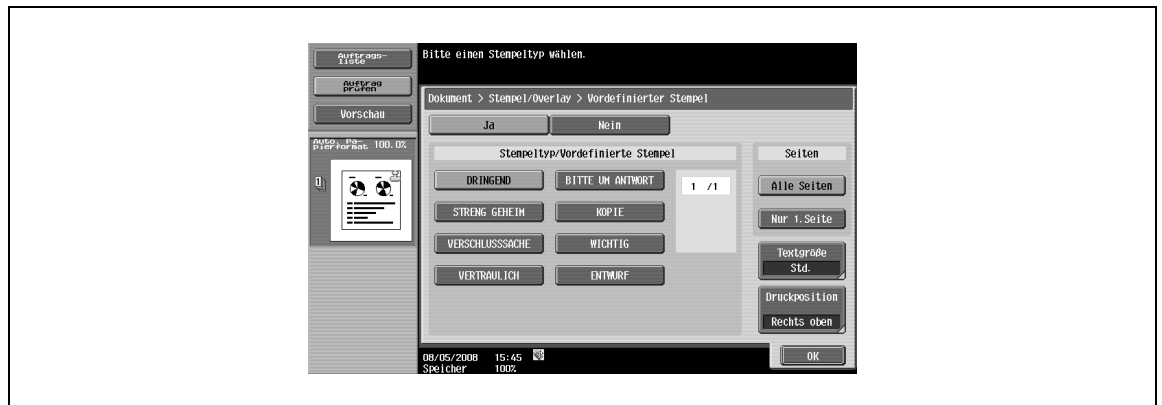 Auftrags-
liste
Auftrag
prüfen
Vorschau
Auto. Pa-
pierformat 100.0%
1
Bitte einen Stempeltyp wählen.
Dokument > Stempel/Overlay > Vordefinierter Stempel
Ja Nein
Stempeltyp/Vordefinierte Stempel
DRINGEND BITTE UM ANTWORT 1 /1
STRENG GEHEIM KOPIE
VERSCHLUSSSACHE WICHTIG
VERTRAULICH ENTWURF
Seiten
Alle Seiten
Nur 1.Seite
Textgröße
Std.
Druckposition
Rechts oben
08/05/2008 15:45
Speicher 100%
OK